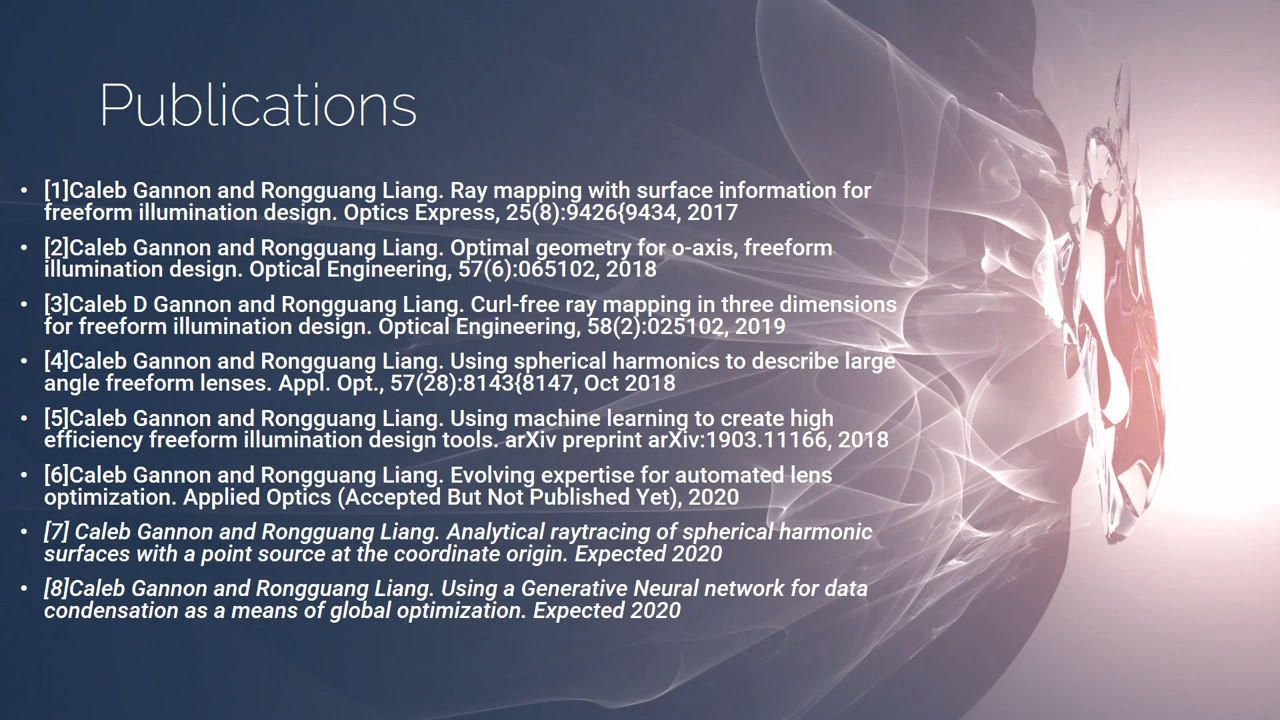 Publications
• [1]Caleb Gannon and Rongguang Liang. Ray mapping with surface information for
freeform illumination design. Optics Express, 25(8):9426{9434, 2017
• [2]Caleb Gannon and Rongguang Liang. Optimal geometry for o-axis, freeform
illumination design. Optical Engineering, 57(6):065102, 2018
• [3]Caleb D Gannon and Rongguang Liang. Curl-free ray mapping in three dimensions
for freeform illumination design. Optical Engineering, 58(2):025102, 2019
• [4]Caleb Gannon and Rongguang Liang. Using spherical harmonics to describe large
angle freeform lenses. Appl. Opt., 57(28):8143{8147, Oct 2018
• [5]Caleb Gannon and Rongguang Liang. Using machine learning to create high
efficiency freeform illumination design tools. arXiv preprint arXiv:1903.11166, 2018
• [6]Caleb Gannon and Rongguang Liang. Evolving expertise for automated lens
optimization. Applied Optics (Accepted But Not Published Yet), 2020
• [7] Caleb Gannon and Rongguang Liang. Analytical raytracing of spherical harmonic
surfaces with a point source at the coordinate origin. Expected 2020
• [8]Caleb Gannon and Rongguang Liang. Using a Generative Neural network for data
condensation as a means of global optimization. Expected 2020